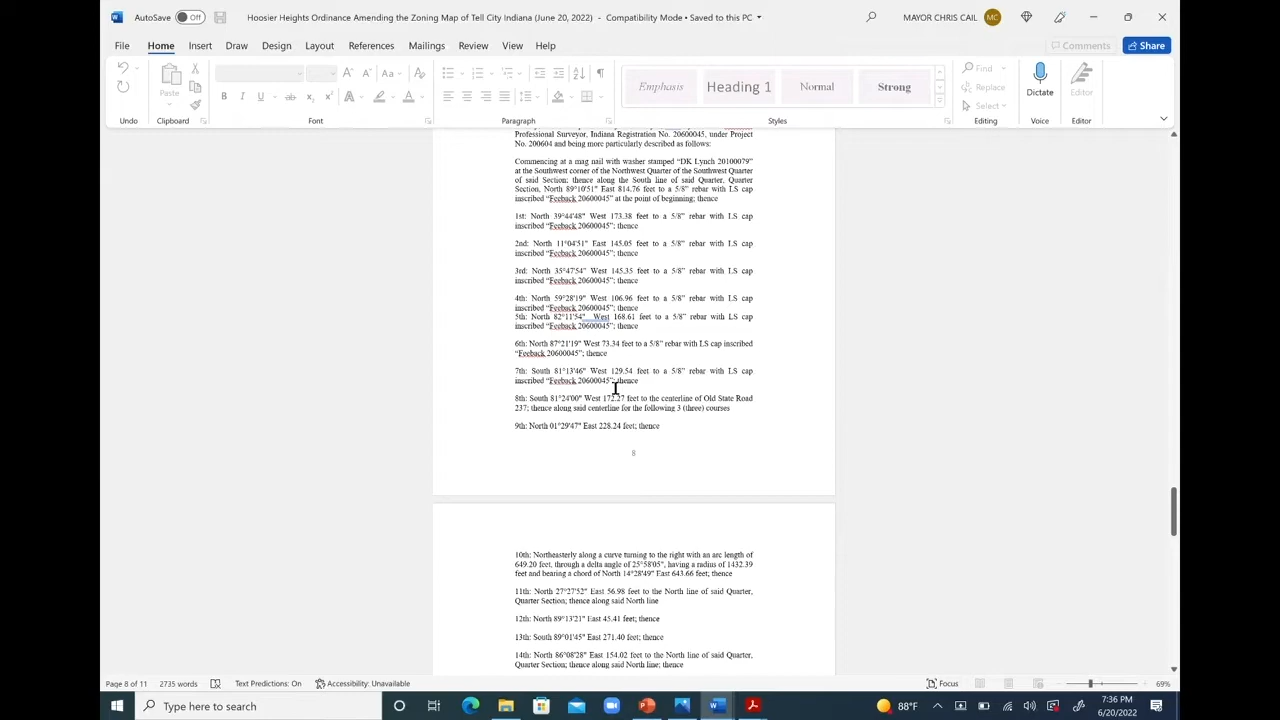 AutoSave Off Hoosier Heights Ordinance Amending the Zoning Map of Tell City Indiana (June 20, 2022) - Compatibility Mode • Saved to this PC MAYOR CHRIS CAIL MC
File Home Insert Draw Design Layout References Mailings Review View Help Comments Share
Paste Aa Emphasis Heading 1 Normal Strong Find Replace Select Dictate Editor
B I U ab x₂ x² A A
Undo Clipboard Font Paragraph Styles Editing Voice Editor
Professional Surveyor, Indiana Registration No. 20600045, under Project
No. 200604 and being more particularly described as follows:
Commencing at a mag nail with washer stamped “DK Lynch 20100079”
at the Southwest corner of the Northwest Quarter of the Southwest Quarter
of said Section; thence along the South line of said Quarter, Quarter
Section, North 89°10'51" East 814.76 feet to a 5/8” rebar with LS cap
inscribed “Feeback 20600045” at the point of beginning; thence
1st: North 39°44'48" West 173.38 feet to a 5/8” rebar with LS cap
inscribed “Feeback 20600045”; thence
2nd: North 11°04'51" East 145.05 feet to a 5/8” rebar with LS cap
inscribed “Feeback 20600045”; thence
3rd: North 35°47'54" West 145.35 feet to a 5/8” rebar with LS cap
inscribed “Feeback 20600045”; thence
4th: North 59°28'19" West 106.96 feet to a 5/8” rebar with LS cap
inscribed “Feeback 20600045”; thence
5th: North 82°11'54" West 168.61 feet to a 5/8” rebar with LS cap
inscribed “Feeback 20600045”; thence
6th: North 87°21'19" West 73.34 feet to a 5/8” rebar with LS cap inscribed
“Feeback 20600045”; thence
7th: South 81°13'46" West 129.54 feet to a 5/8” rebar with LS cap
inscribed “Feeback 20600045”; thence
8th: South 81°24'00" West 172.27 feet to the centerline of Old State Road
237; thence along said centerline for the following 3 (three) courses
9th: North 01°29'47" East 228.24 feet; thence
8
10th: Northeasterly along a curve turning to the right with an arc length of
649.20 feet, through a delta angle of 25°58'05", having a radius of 1432.39
feet and bearing a chord of North 14°28'49" East 643.66 feet; thence
11th: North 27°27'52" East 56.98 feet to the North line of said Quarter,
Quarter Section; thence along said North line
12th: North 89°13'21" East 45.41 feet; thence
13th: South 89°01'45" East 271.40 feet; thence
14th: North 86°08'28" East 154.02 feet to the North line of said Quarter,
Quarter Section; thence along said North line; thence
Page 8 of 11 2735 words Text Predictions: On Accessibility: Unavailable Focus 69%
Type here to search 88°F 7:36 PM
6/20/2022